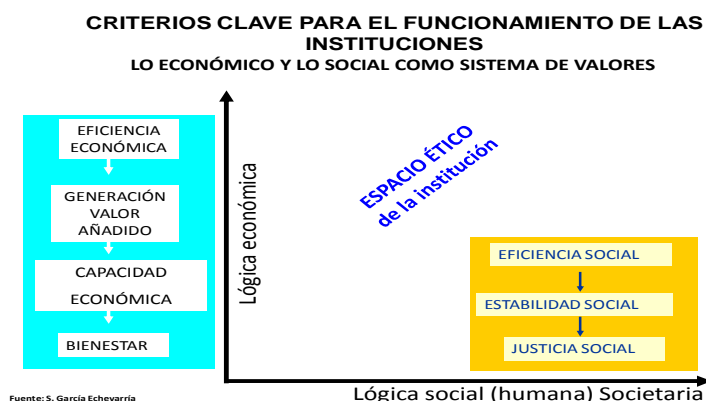 CRITERIOS CLAVE PARA EL FUNCIONAMIENTO DE LAS
INSTITUCIONES
LO ECONÓMICO Y LO SOCIAL COMO SISTEMA DE VALORES
EFICIENCIA
ECONÓMICA
GENERACIÓN
VALOR
AÑADIDO
CAPACIDAD
ECONÓMICA
BIENESTAR
Lógica económica
ESPACIO ÉTICO
de la institución
EFICIENCIA SOCIAL
ESTABILIDAD SOCIAL
JUSTICIA SOCIAL
Lógica social (humana) Societaria
Fuente: S. García Echevarría